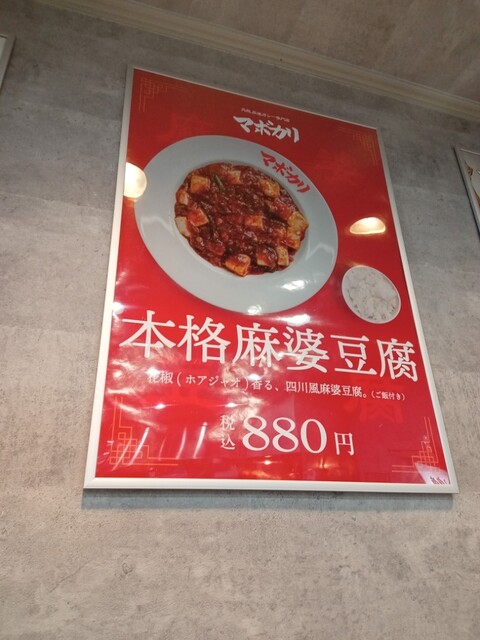 マボカリ
マボカリ
本格麻婆豆腐
花椒(ホアジャオ)香る、四川風麻婆豆腐。(ご飯付き)
税込880円